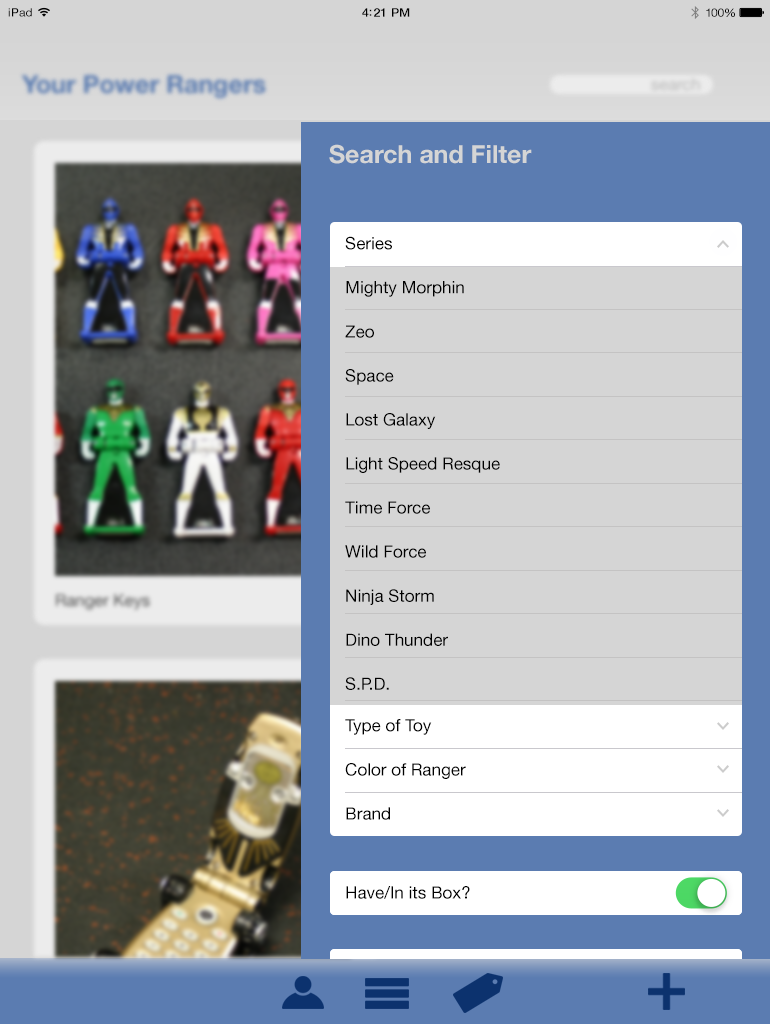 iPad
4:21 PM
100%
Your Power Rangers
search
Search and Filter
Series
Mighty Morphin
Zeo
Space
Lost Galaxy
Light Speed Resque
Time Force
Wild Force
Ninja Storm
Dino Thunder
S.P.D.
Type of Toy
Color of Ranger
Brand
Have/In its Box?
Ranger Keys